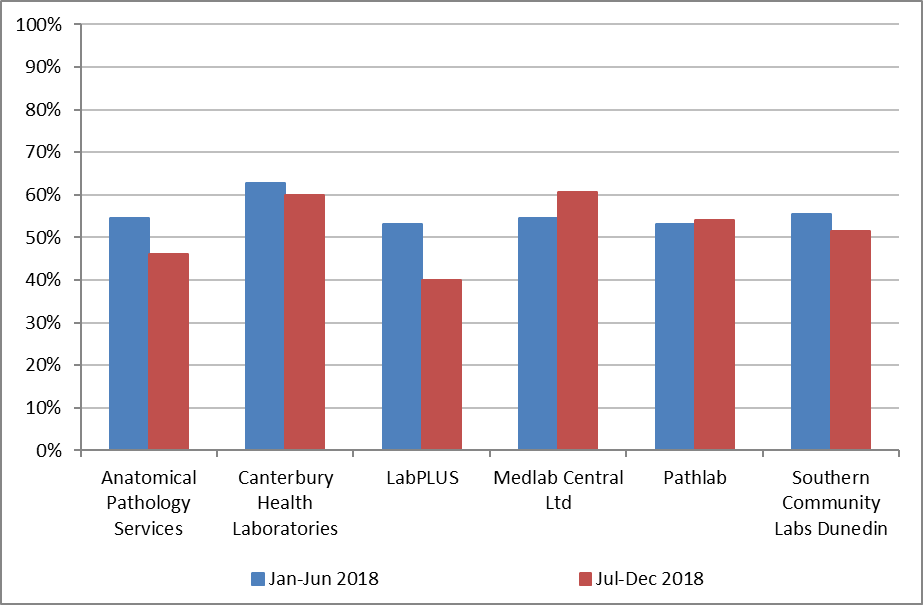 100%
90%
80%
70%
60%
50%
40%
30%
20%
10%
0%
Anatomical
Pathology
Services
Canterbury
Health
Laboratories
LabPLUS
Medlab Central
Ltd
Pathlab
Southern
Community
Labs Dunedin
Jan-Jun 2018
Jul-Dec 2018